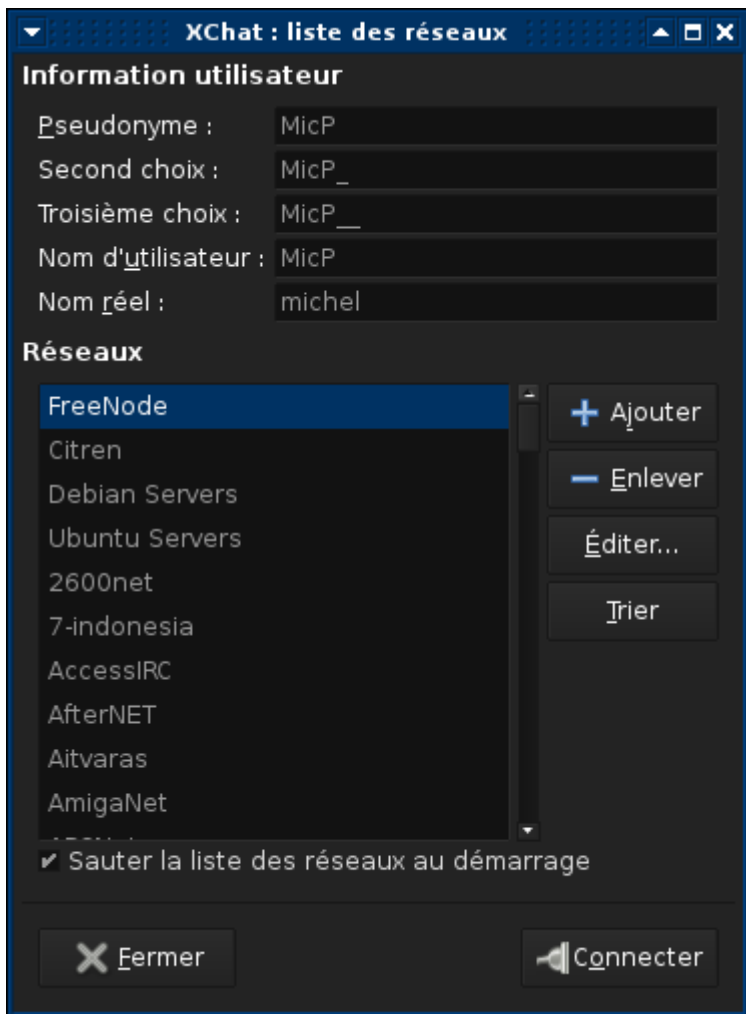 XChat : liste des réseaux
Information utilisateur
Pseudonyme : MicP
Second choix : MicP_
Troisième choix : MicP__
Nom d'utilisateur : MicP
Nom réel : michel
Réseaux
FreeNode
Citren
Debian Servers
Ubuntu Servers
2600net
7-indonesia
AccessIRC
AfterNET
Aitvaras
AmigaNet
Ajouter
Enlever
Éditer...
Trier
Sauter la liste des réseaux au démarrage
Fermer
Connecter